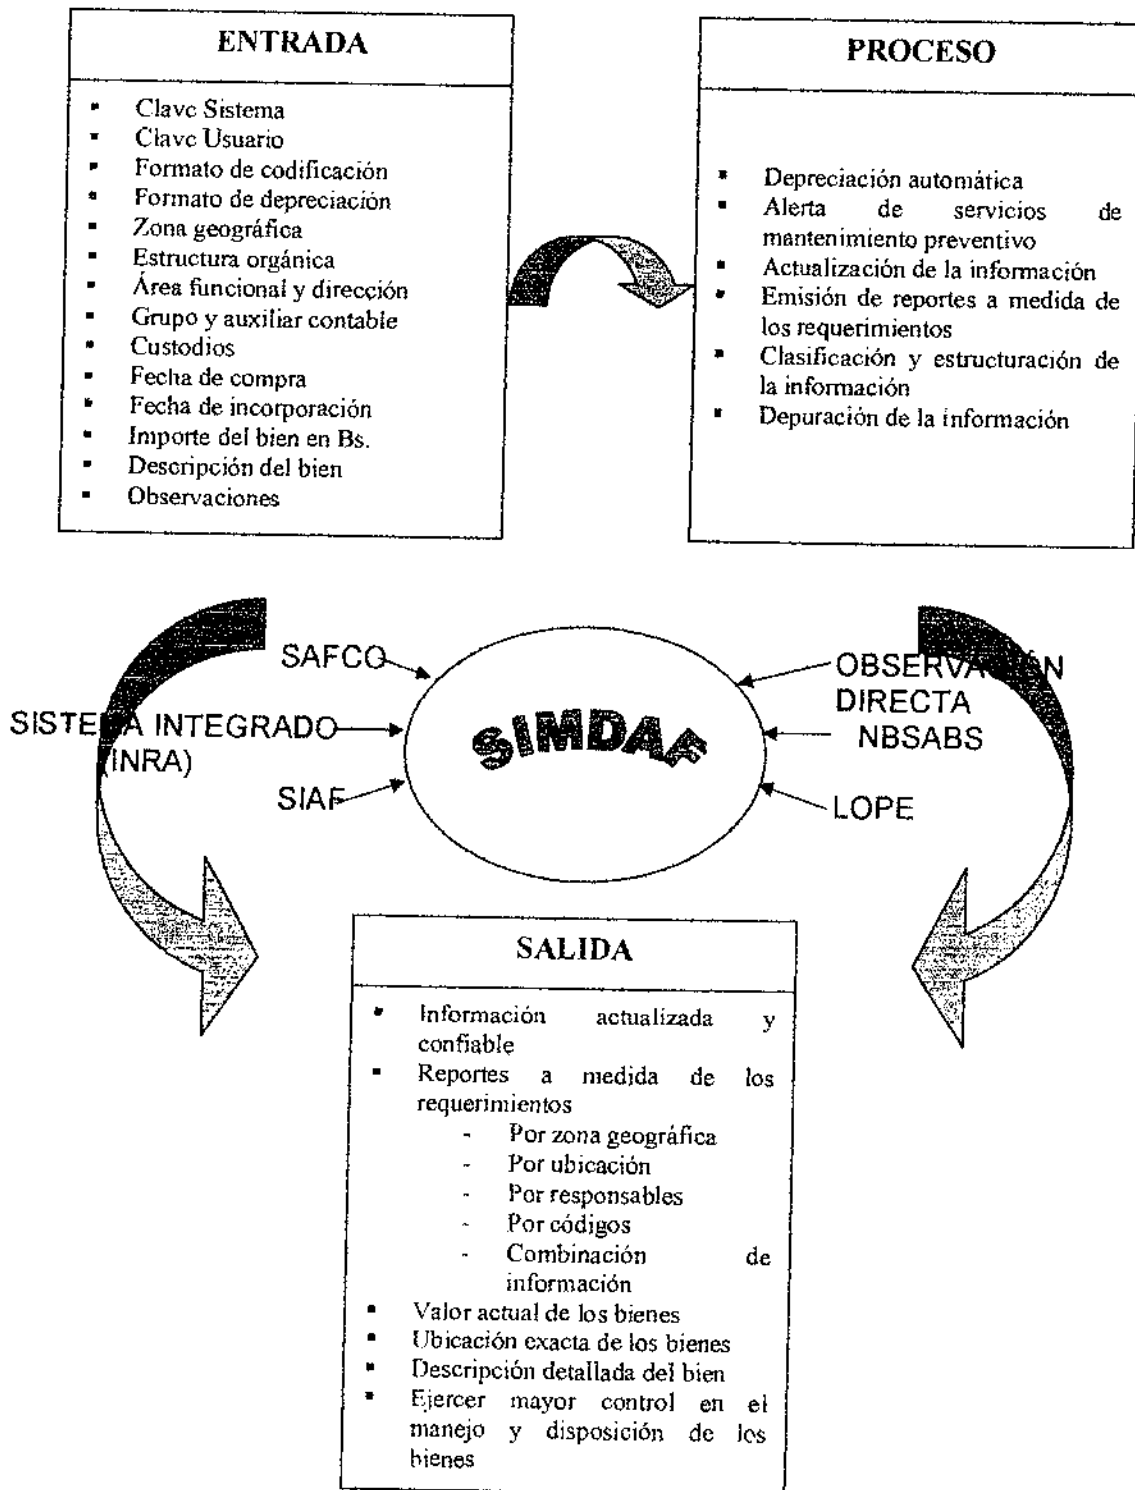 ENTRADA
Clave Sistema
Clave Usuario
Formato de codificación
Formato de depreciación
Zona geográfica
Estructura orgánica
Área funcional y dirección
Grupo y auxiliar contable
Custodios
Fecha de compra
Fecha de incorporación
Importe del bien en Bs.
Descripción del bien
Observaciones
PROCESO
Depreciación automática
Alerta de servicios de
mantenimiento preventivo
Actualización de la información
Emisión de reportes a medida de
los requerimientos
Clasificación y estructuración de
la información
Depuración de la información
SAFCO
SISTEMA INTEGRADO
(INRA)
SIAF
SIMDAF
OBSERVACIÓN
DIRECTA
NBSABS
LOPE
SALIDA
Información actualizada y
confiable
Reportes a medida de los
requerimientos
- Por zona geográfica
- Por ubicación
- Por responsables
- Por códigos
- Combinación de
información
Valor actual de los bienes
Ubicación exacta de los bienes
Descripción detallada del bien
Ejercer mayor control en el
manejo y disposición de los
bienes